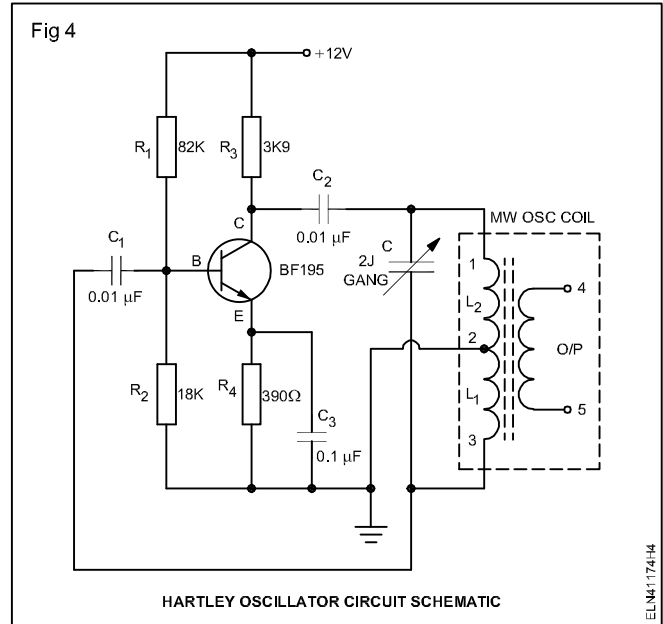 Fig 4
+12V
R1 82K
R3 3K9
C2
0.01 µF
MW OSC COIL
C1
0.01 µF
B
C
E
BF195
C
2J
GANG
1
L2
2
L1
3
4
O/P
5
R2 18K
R4 390Ω
C3
0.1 µF
HARTLEY OSCILLATOR CIRCUIT SCHEMATIC
ELN41174H4